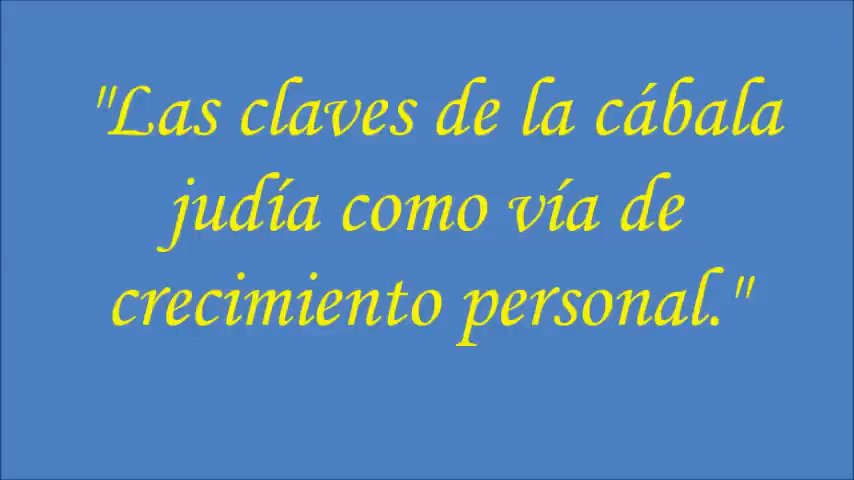 "Las claves de la cábala
judía como vía de
crecimiento personal."